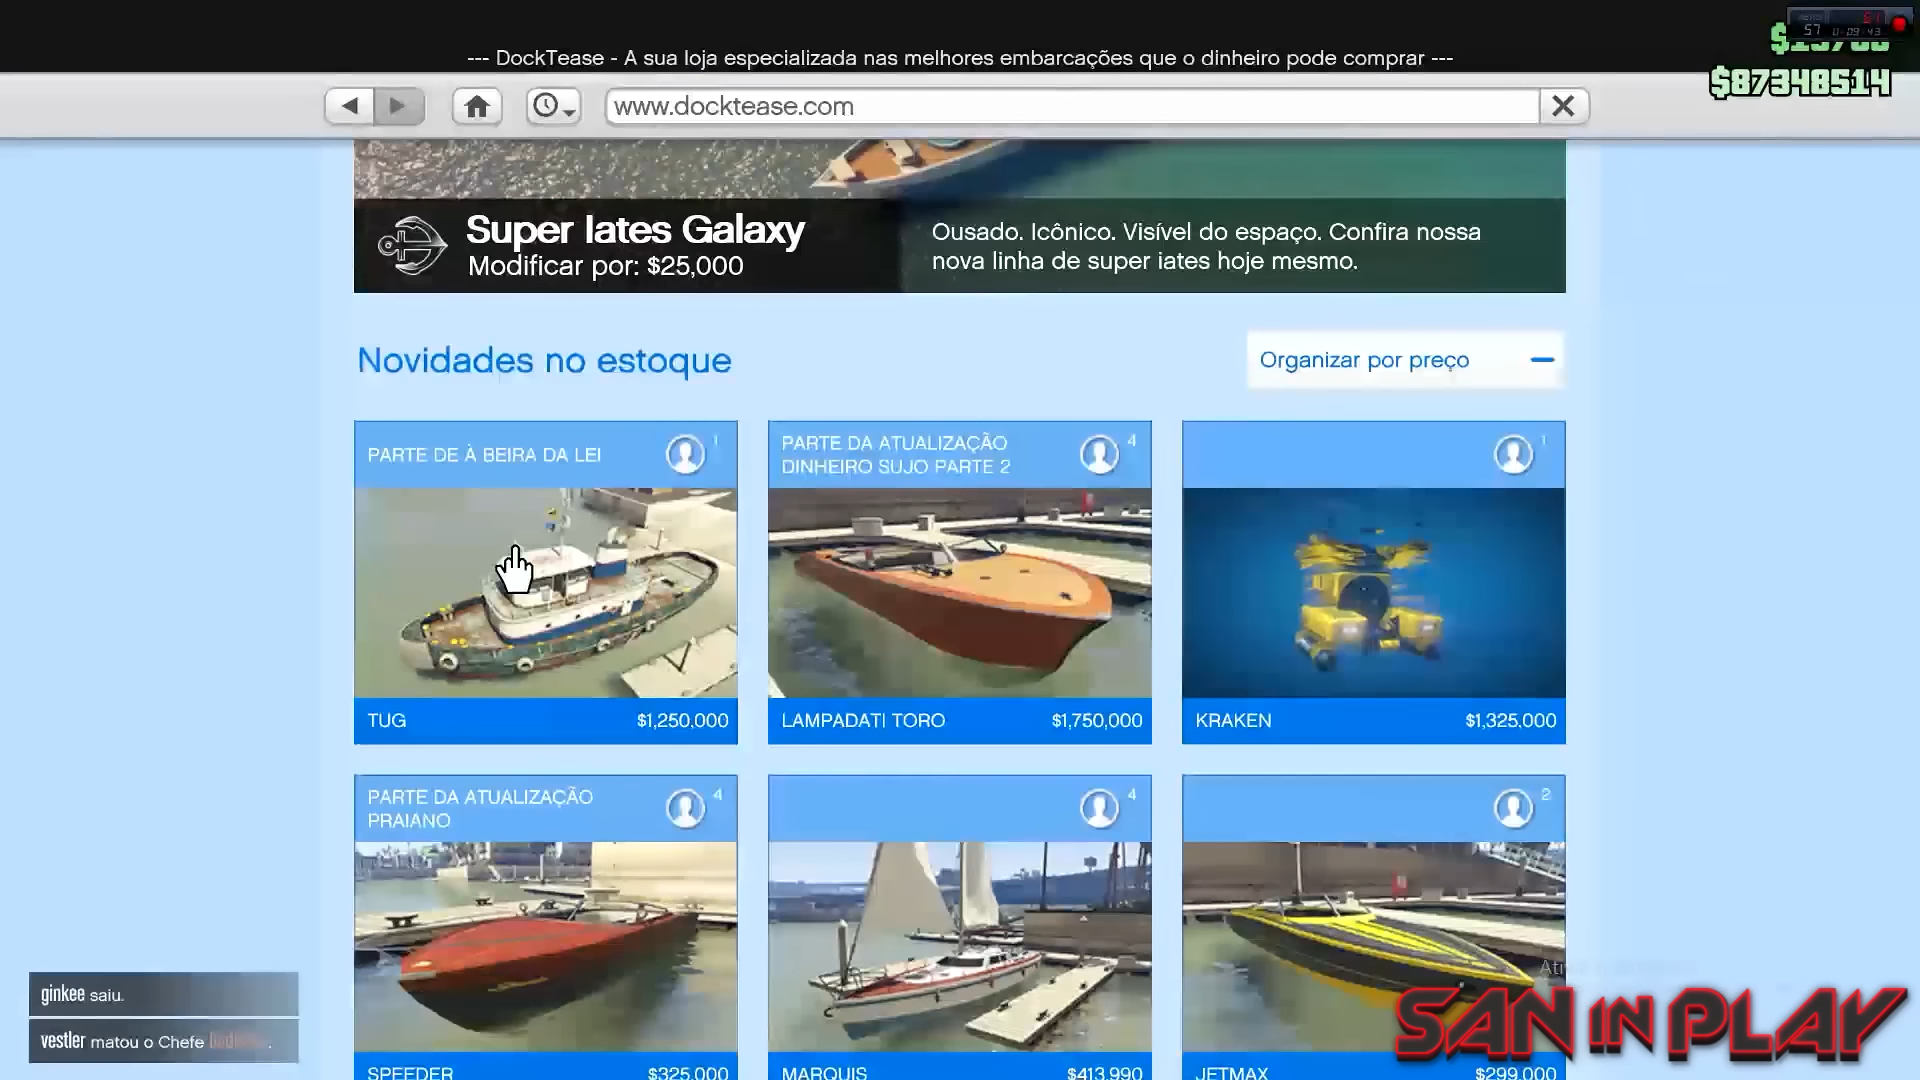 --- DockTease - A sua loja especializada nas melhores embarcações que o dinheiro pode comprar ---
$87348514
www.docktease.com
Super Iates Galaxy
Modificar por: $25,000
Ousado. Icônico. Visível do espaço. Confira nossa
nova linha de super iates hoje mesmo.
Novidades no estoque
Organizar por preço
PARTE DE À BEIRA DA LEI
1
PARTE DA ATUALIZAÇÃO
DINHEIRO SUJO PARTE 2
4
1
TUG
$1,250,000
LAMPADATI TORO
$1,750,000
KRAKEN
$1,325,000
PARTE DA ATUALIZAÇÃO
PRAIANO
4
4
2
SPEEDER
$325,000
MARQUIS
$413,990
JETMAX
$299,000
ginkee saiu.
vestler matou o Chefe
SAN IN PLAY